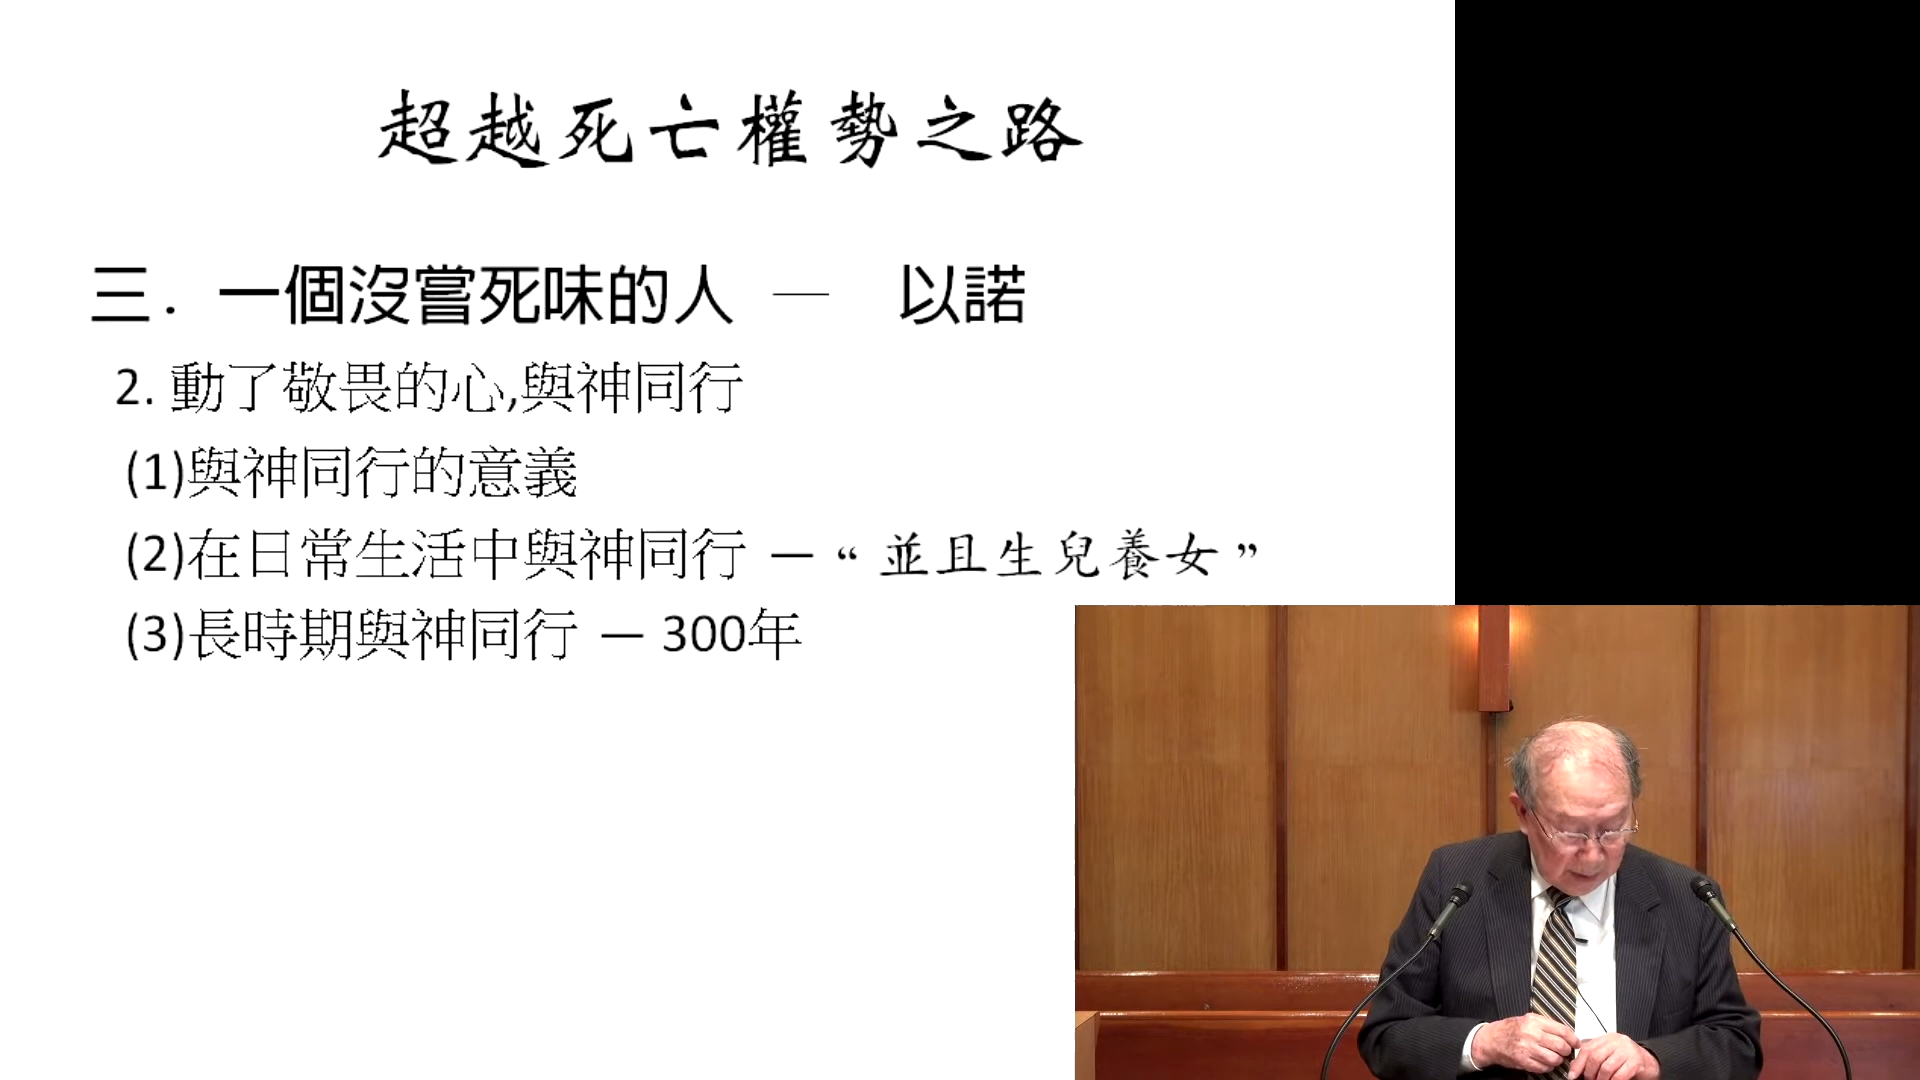 超越死亡權勢之路
三. 一個沒嘗死味的人 — 以諾
2. 動了敬畏的心,與神同行
(1)與神同行的意義
(2)在日常生活中與神同行 — “並且生兒養女”
(3)長時期與神同行 — 300年